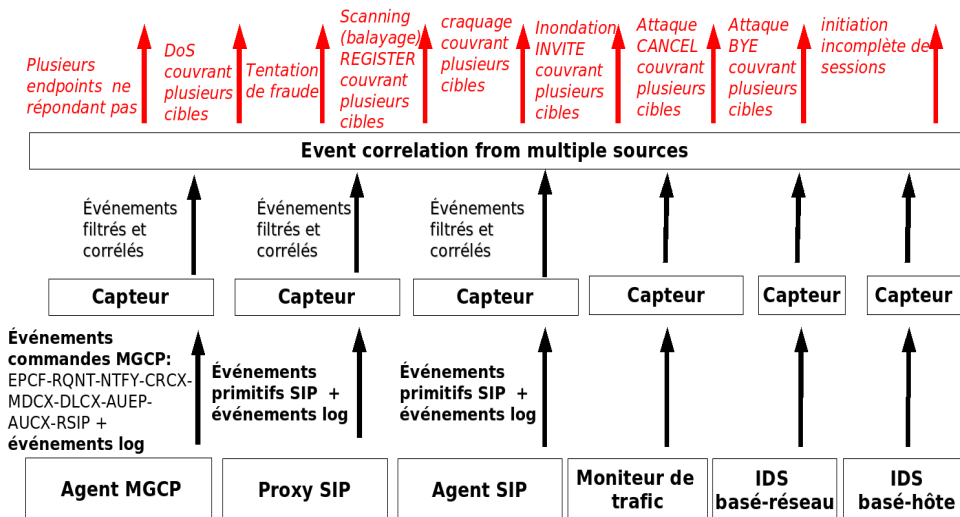 Plusieurs
endpoints ne
répondant pas
DoS
couvrant
plusieurs
cibles
Tentation
de fraude
Scanning
(balayage)
REGISTER
couvrant
plusieurs
cibles
craquage
couvrant
plusieurs
cibles
Inondation
INVITE
couvrant
plusieurs
cibles
Attaque
CANCEL
couvrant
plusieurs
cibles
Attaque
BYE
couvrant
plusieurs
cibles
initiation
incomplète de
sessions
Event correlation from multiple sources
Événements
filtrés et
corrélés
Événements
filtrés et
corrélés
Événements
filtrés et
corrélés
Capteur
Capteur
Capteur
Capteur
Capteur
Capteur
Événements
commandes MGCP:
EPCF-RQNT-NTFY-CRCX-
MDCX-DLCX-AUEP-
AUCX-RSIP +
événements log
Événements
primitifs SIP +
événements log
Événements
primitifs SIP +
événements log
Agent MGCP
Proxy SIP
Agent SIP
Moniteur de
trafic
IDS
basé-réseau
IDS
basé-hôte